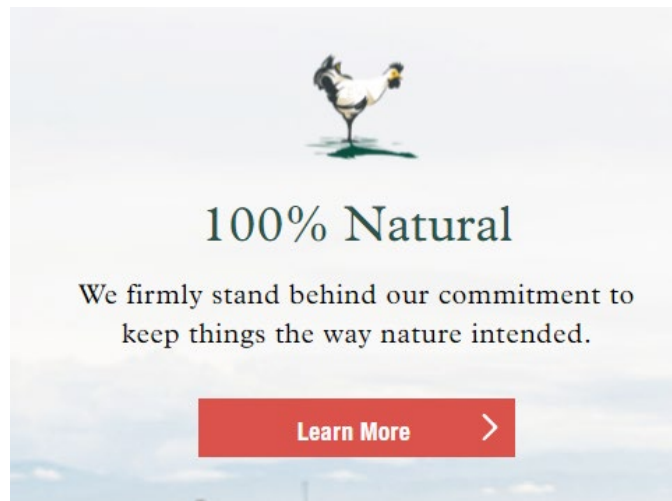 100% Natural
We firmly stand behind our commitment to
keep things the way nature intended.
Learn More